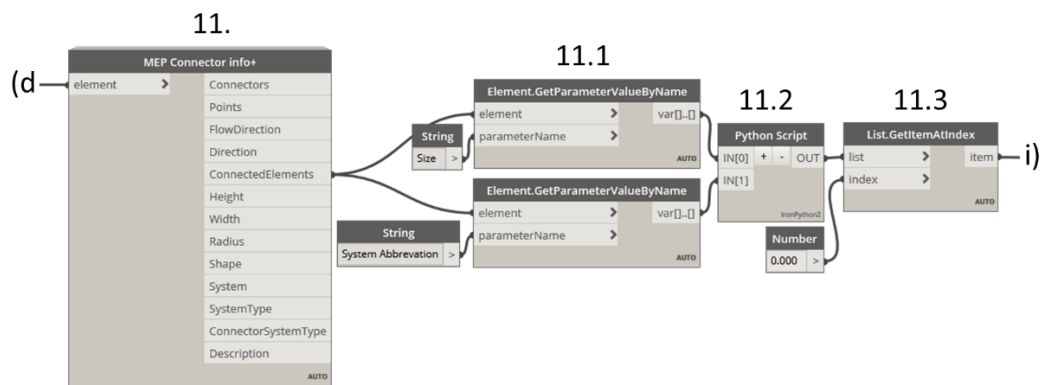 11.
MEP Connector info+
(d
element >
Connectors
Points
FlowDirection
Direction
ConnectedElements
Height
Width
Radius
Shape
System
SystemType
ConnectorSystemType
Description
AUTO
11.1
Element.GetParameterValueByName
element > var[]..[]
parameterName >
AUTO
String
Size >
Element.GetParameterValueByName
element > var[]..[]
parameterName >
AUTO
String
System Abbrevation >
11.2
Python Script
IN[0] + - OUT
IN[1]
IronPython2
11.3
List.GetItemAtIndex
list > item
index >
AUTO
i)
Number
0.000 >